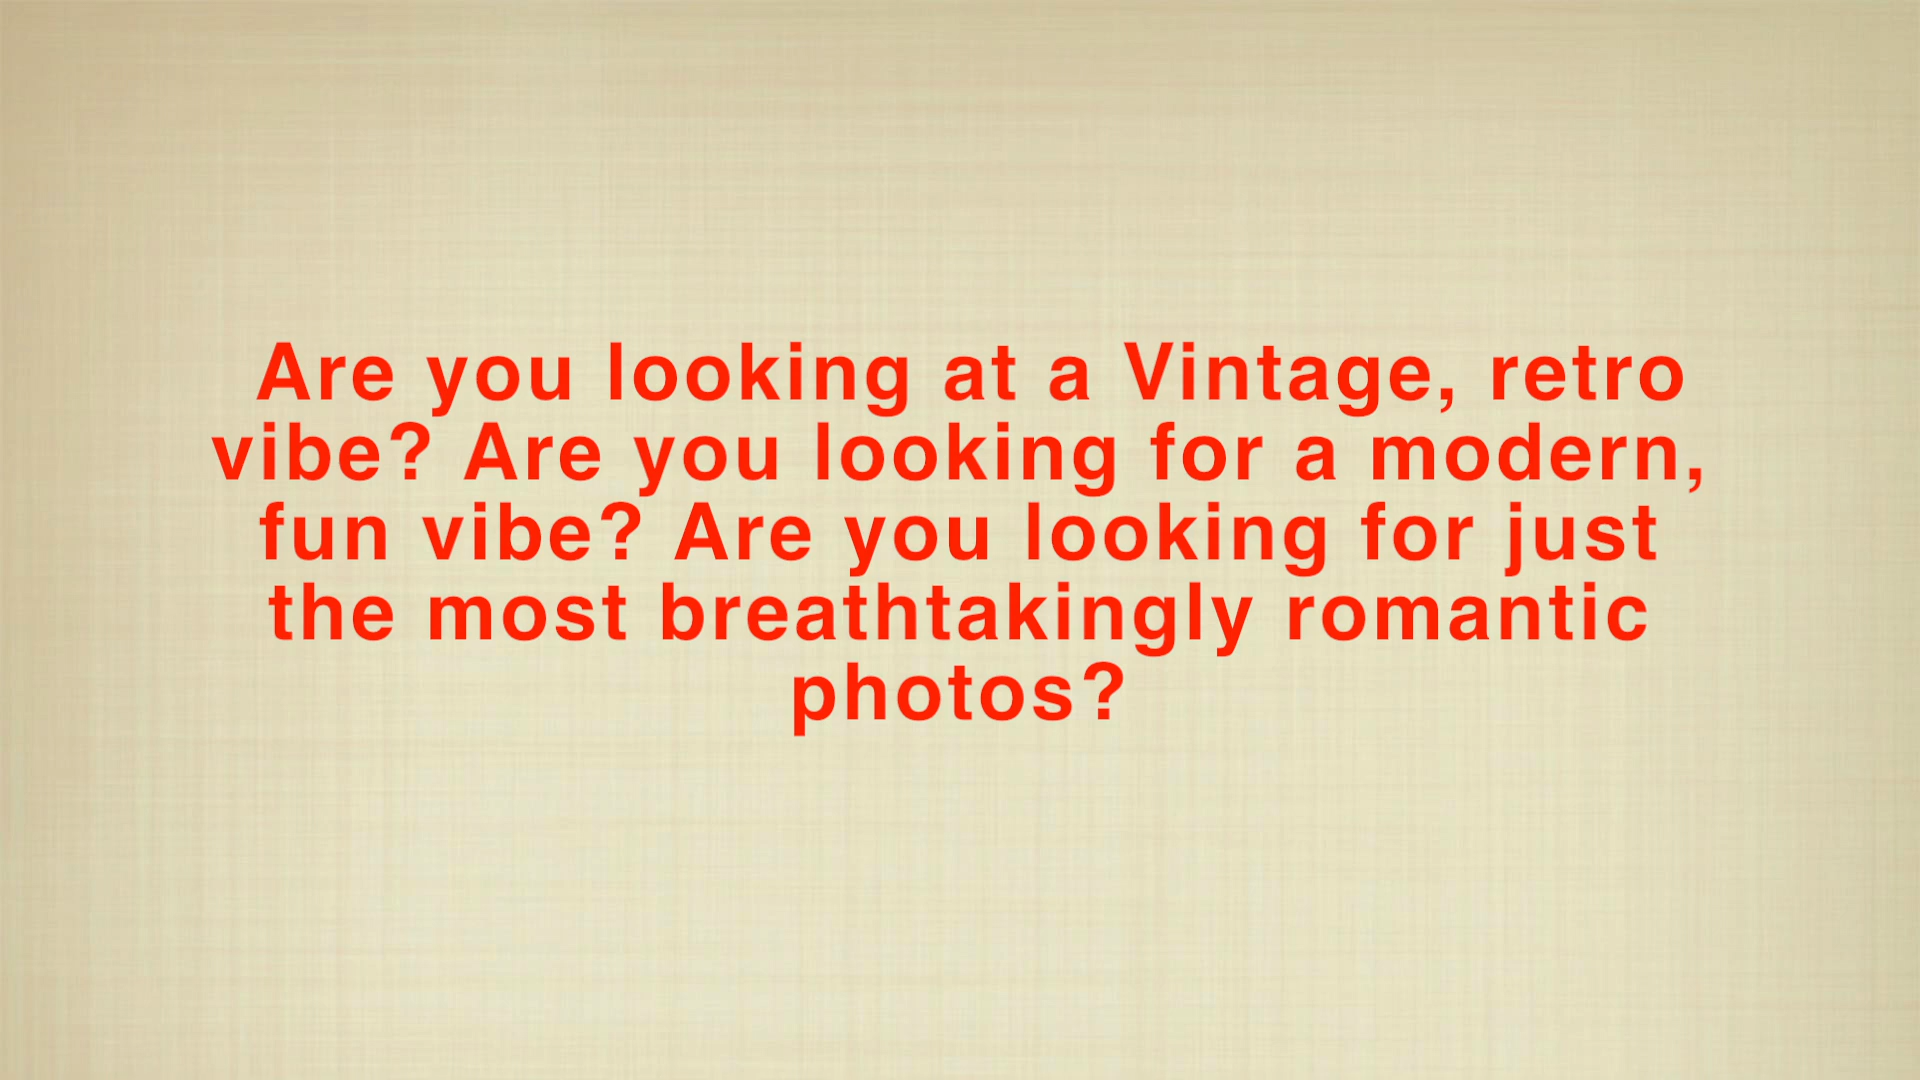 Are you looking at a Vintage, retro
vibe? Are you looking for a modern,
fun vibe? Are you looking for just
the most breathtakingly romantic
photos?